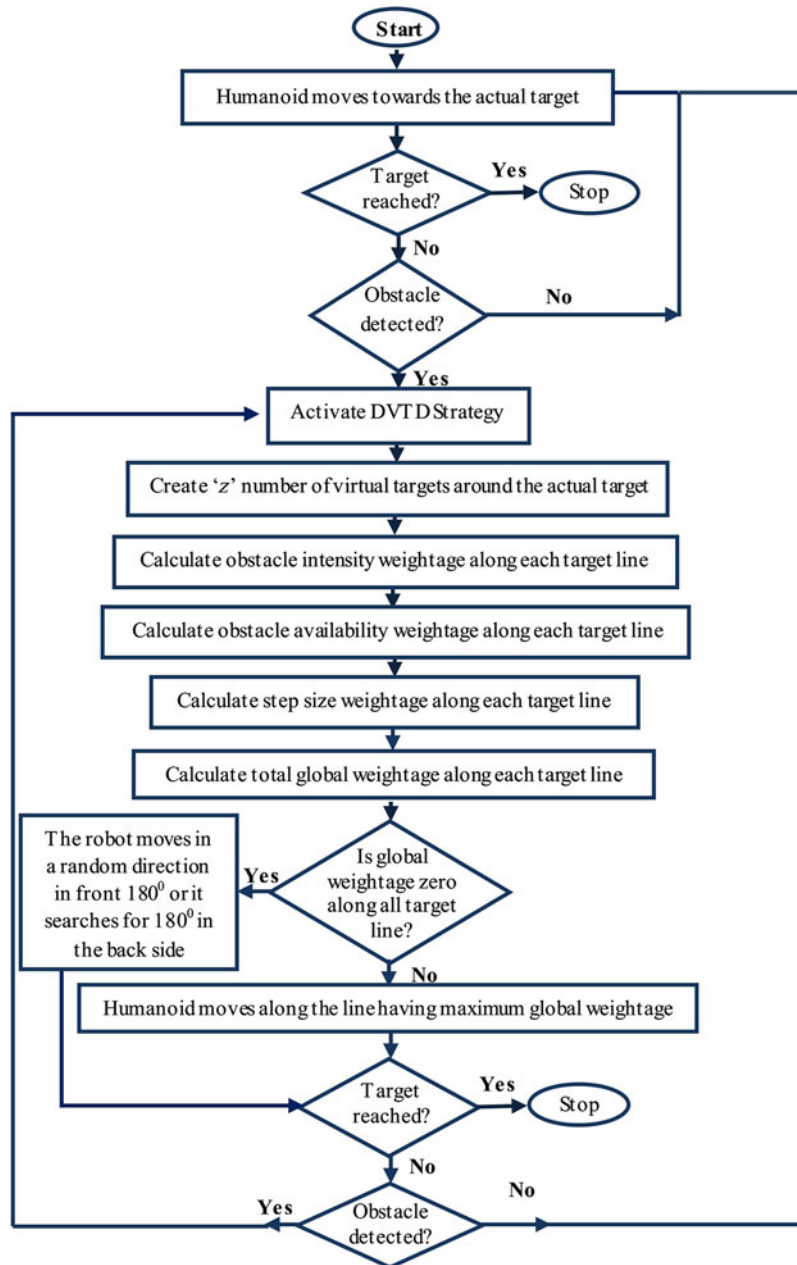 Start
Humanoid moves towards the actual target
Target
reached?
Yes
Stop
No
Obstacle
detected?
No
Yes
Activate DVTD Strategy
Create ‘z’ number of virtual targets around the actual target
Calculate obstacle intensity weightage along each target line
Calculate obstacle availability weightage along each target line
Calculate step size weightage along each target line
Calculate total global weightage along each target line
The robot moves in
a random direction
in front 180⁰ or it
searches for 180⁰ in
the back side
Yes
Is global
weightage zero
along all target
line?
No
Humanoid moves along the line having maximum global weightage
Target
reached?
Yes
Stop
No
Yes
Obstacle
detected?
No